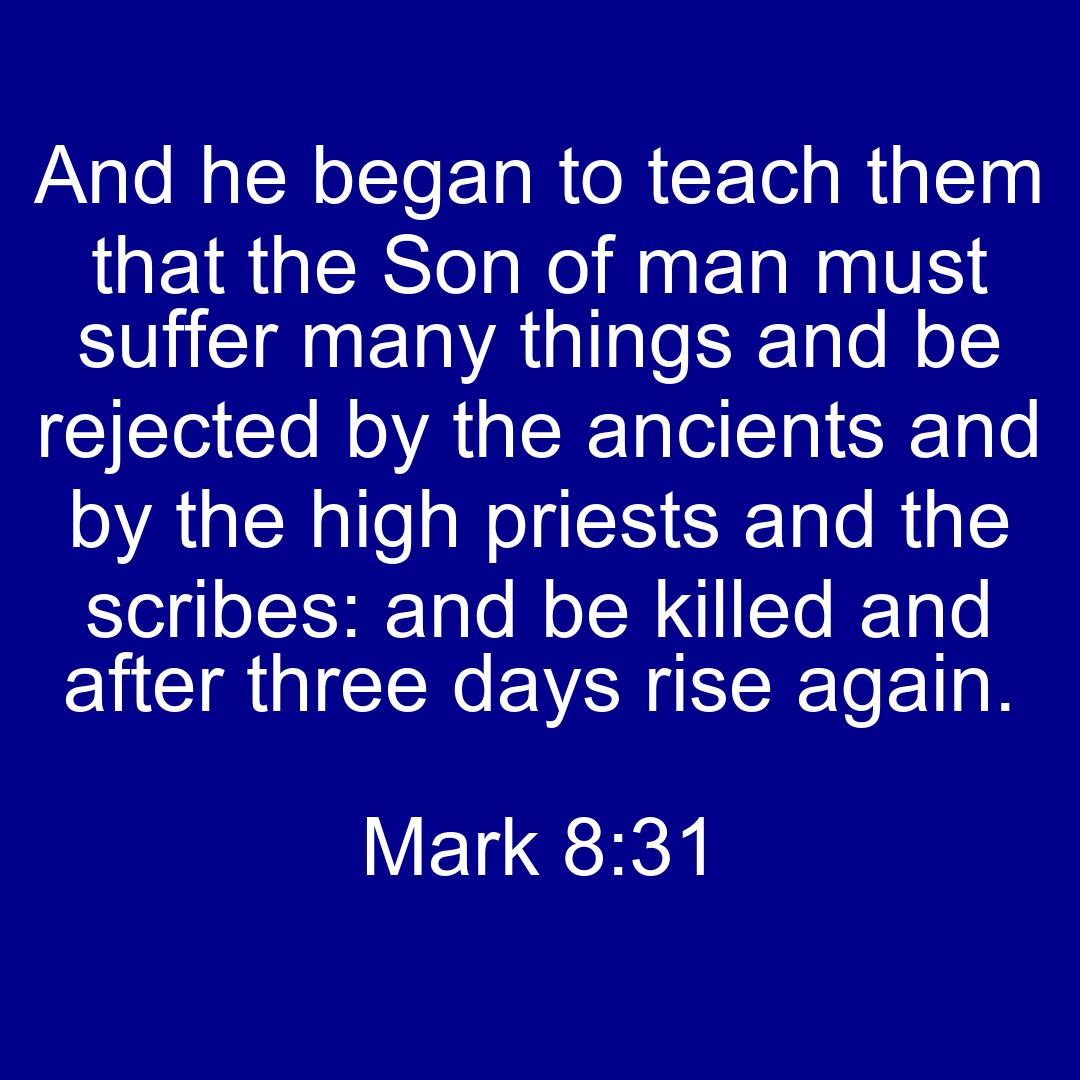 And he began to teach them
that the Son of man must
suffer many things and be
rejected by the ancients and
by the high priests and the
scribes: and be killed and
after three days rise again.
Mark 8:31